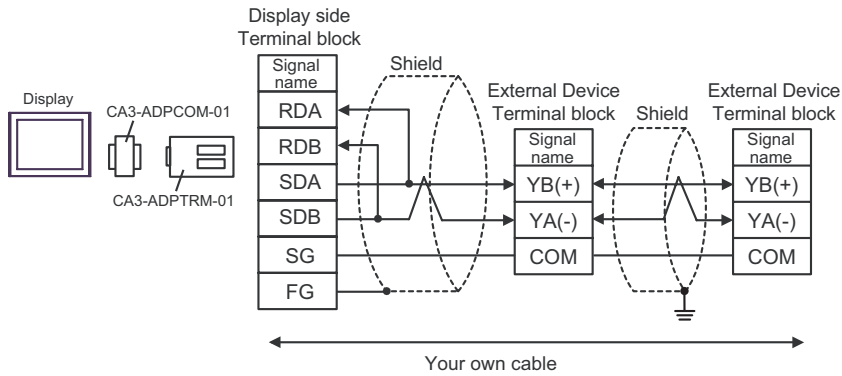 Display side
Terminal block
Signal
name
RDA
RDB
SDA
SDB
SG
FG
Shield
Display
CA3-ADPCOM-01
CA3-ADPTRM-01
External Device
Terminal block
Signal
name
YB(+)
YA(-)
COM
Shield
External Device
Terminal block
Signal
name
YB(+)
YA(-)
COM
Your own cable